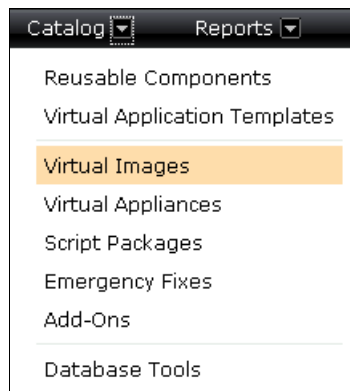 Catalog Reports
Reusable Components
Virtual Application Templates
Virtual Images
Virtual Appliances
Script Packages
Emergency Fixes
Add-Ons
Database Tools